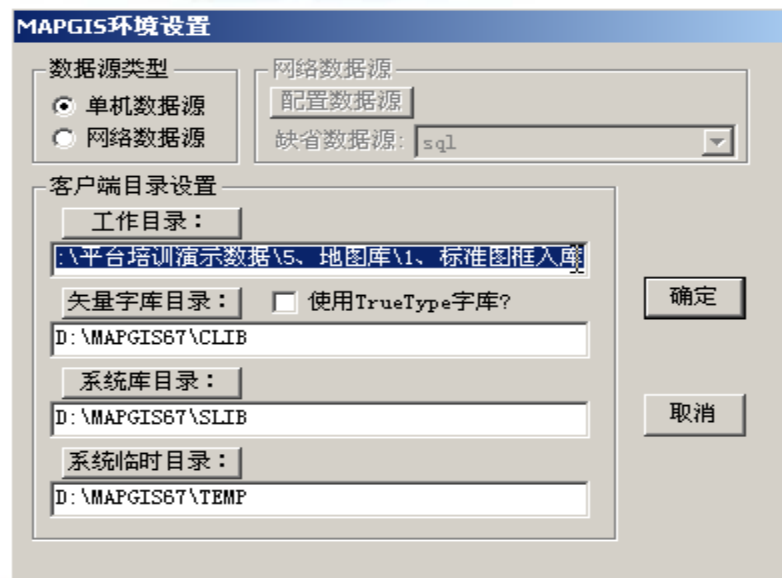 MAPGIS环境设置
数据源类型
单机数据源
网络数据源
网络数据源
配置数据源
缺省数据源: sql
客户端目录设置
工作目录：
:\平台培训演示数据\5、地图库\1、标准图框入库
矢量字库目录： 使用TrueType字库?
D:\MAPGIS67\CLIB
系统库目录：
D:\MAPGIS67\SLIB
系统临时目录：
D:\MAPGIS67\TEMP
确定
取消